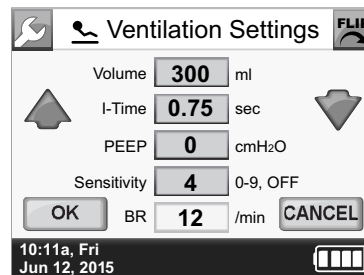 Ventilation Settings FLIP
Volume 300 ml
I-Time 0.75 sec
PEEP 0 cmH2O
Sensitivity 4 0-9, OFF
OK BR 12 /min CANCEL
10:11a, Fri
Jun 12, 2015